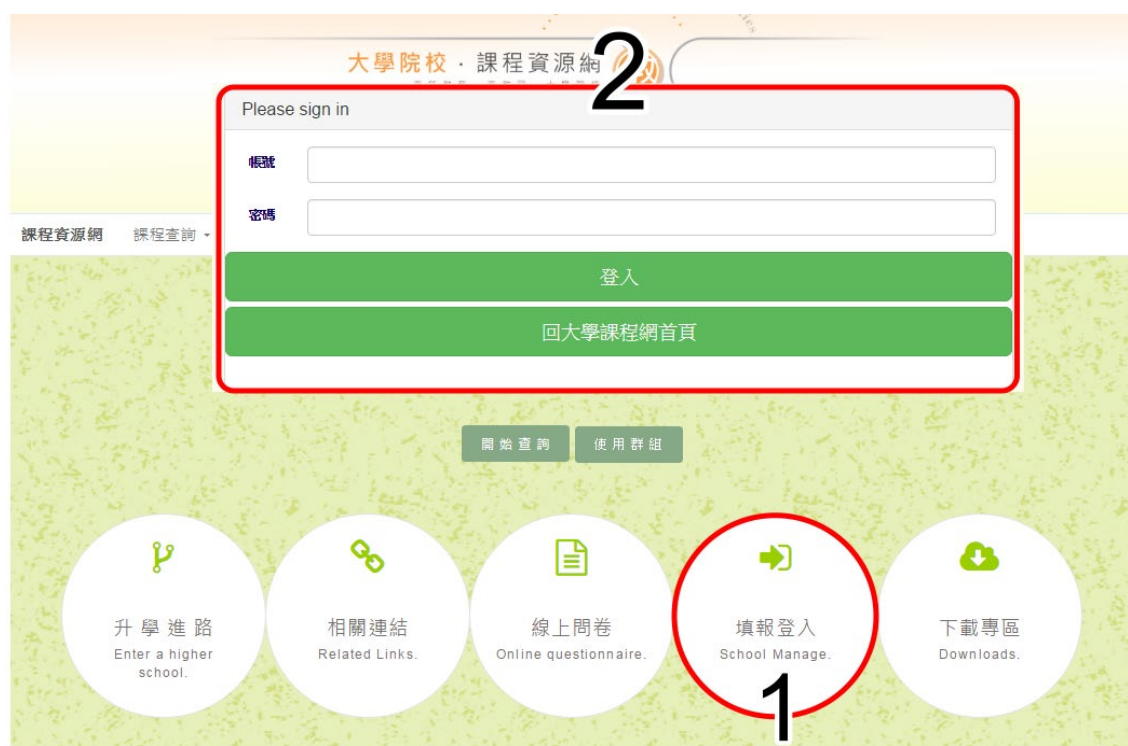 大學院校·課程資源網
2
Please sign in
帳號
密碼
課程資源網 課程查詢
登入
回大學課程網首頁
開始查詢 使用群組
升學進路
Enter a higher
school.
相關連結
Related Links.
線上問卷
Online questionnaire.
填報登入
School Manage.
下載專區
Downloads.
1